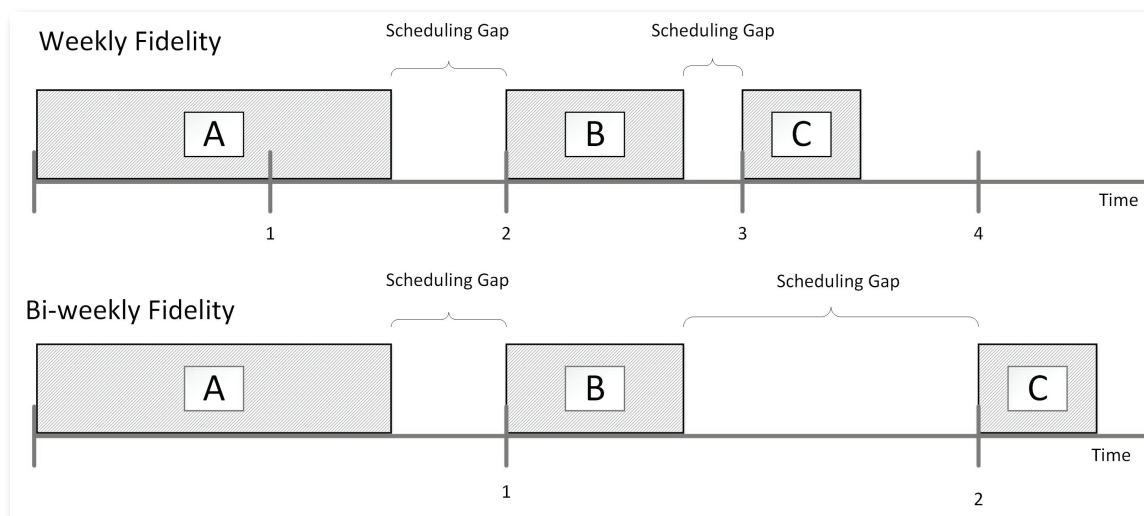 Weekly Fidelity
Scheduling Gap
Scheduling Gap
A
B
C
Time
1
2
3
4
Bi-weekly Fidelity
Scheduling Gap
Scheduling Gap
A
B
C
Time
1
2